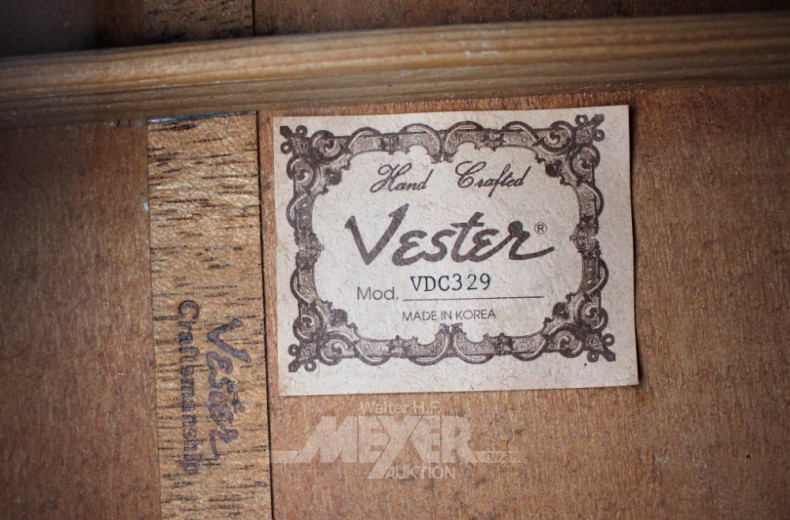 Hand Crafted
Vester®
Mod. VDC329
MADE IN KOREA
Vester
Craftsmanship
Walter H.F.
MEYER
AUKTION